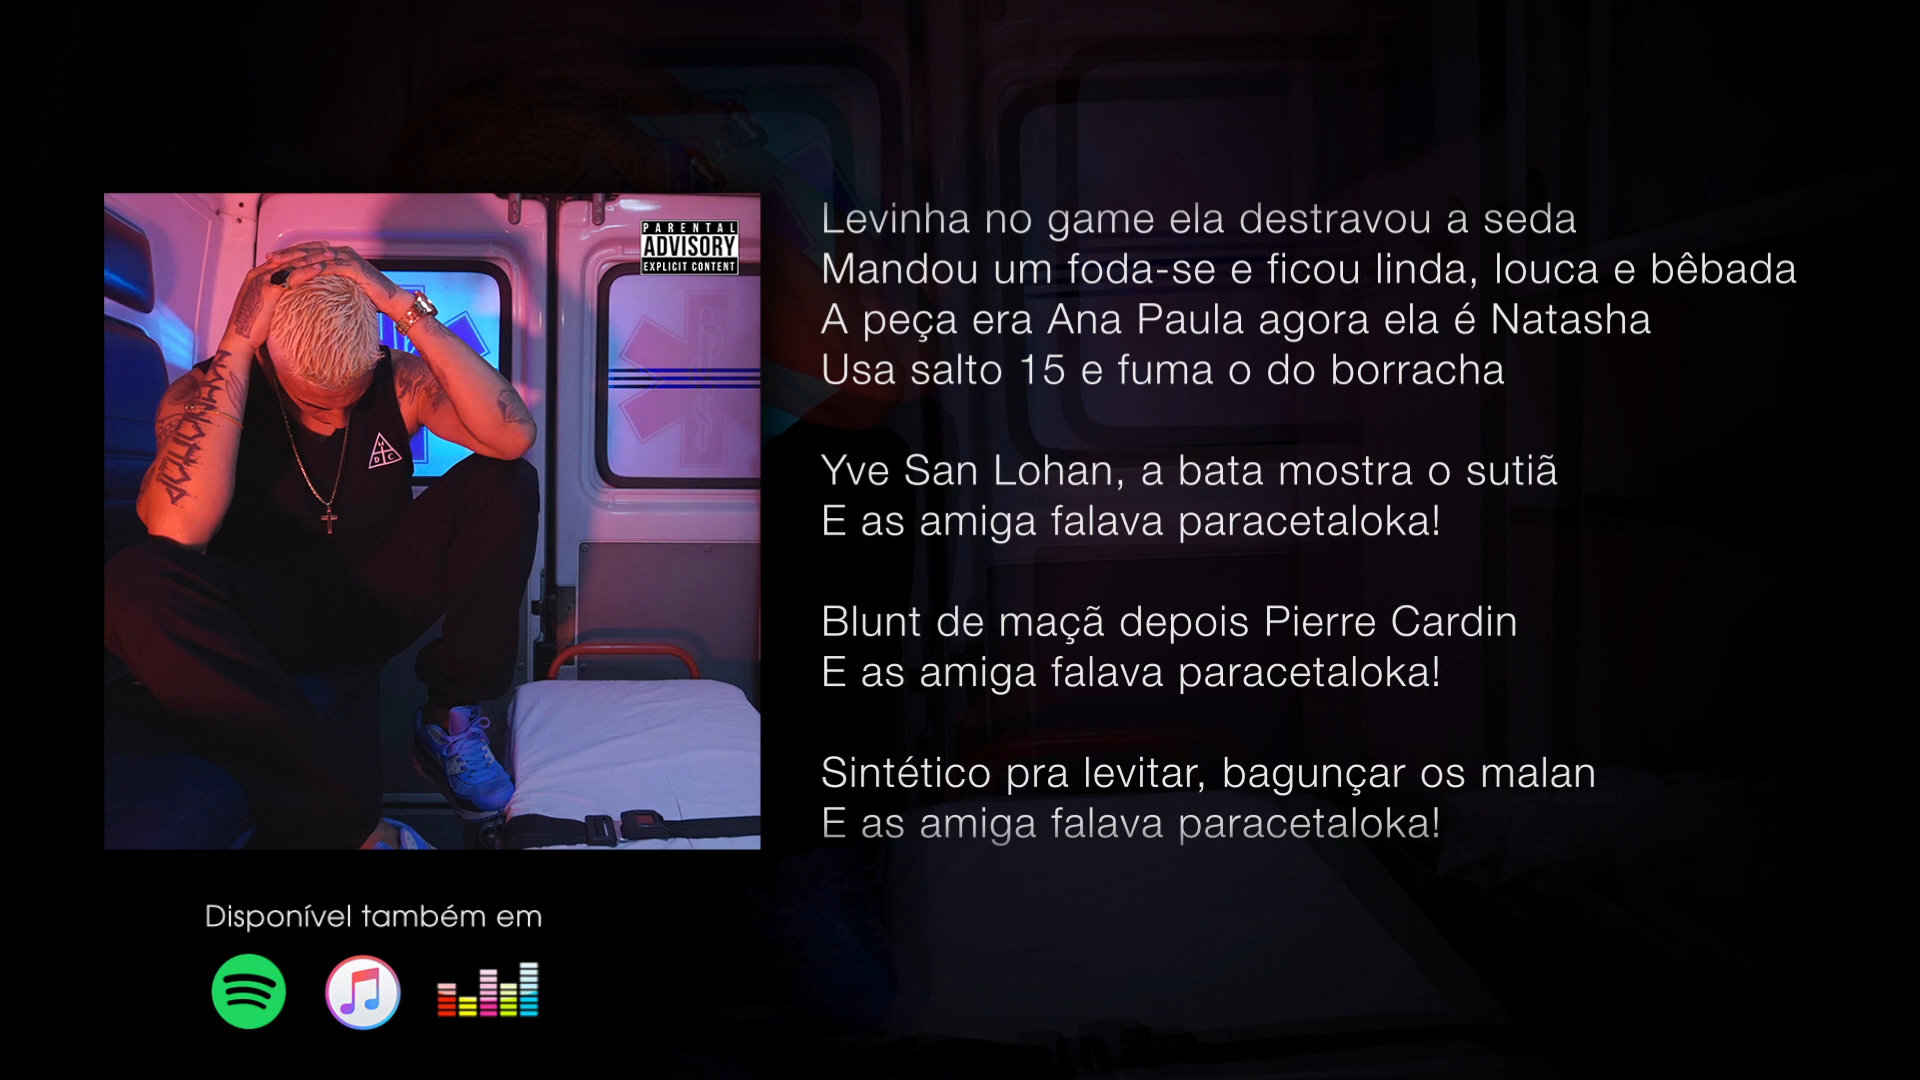 PARENTAL
ADVISORY
EXPLICIT CONTENT
M
D C
Levinha no game ela destravou a seda
Mandou um foda-se e ficou linda, louca e bêbada
A peça era Ana Paula agora ela é Natasha
Usa salto 15 e fuma o do borracha
Yve San Lohan, a bata mostra o sutiã
E as amiga falava paracetaloka!
Blunt de maçã depois Pierre Cardin
E as amiga falava paracetaloka!
Sintético pra levitar, bagunçar os malan
E as amiga falava paracetaloka!
Disponível também em